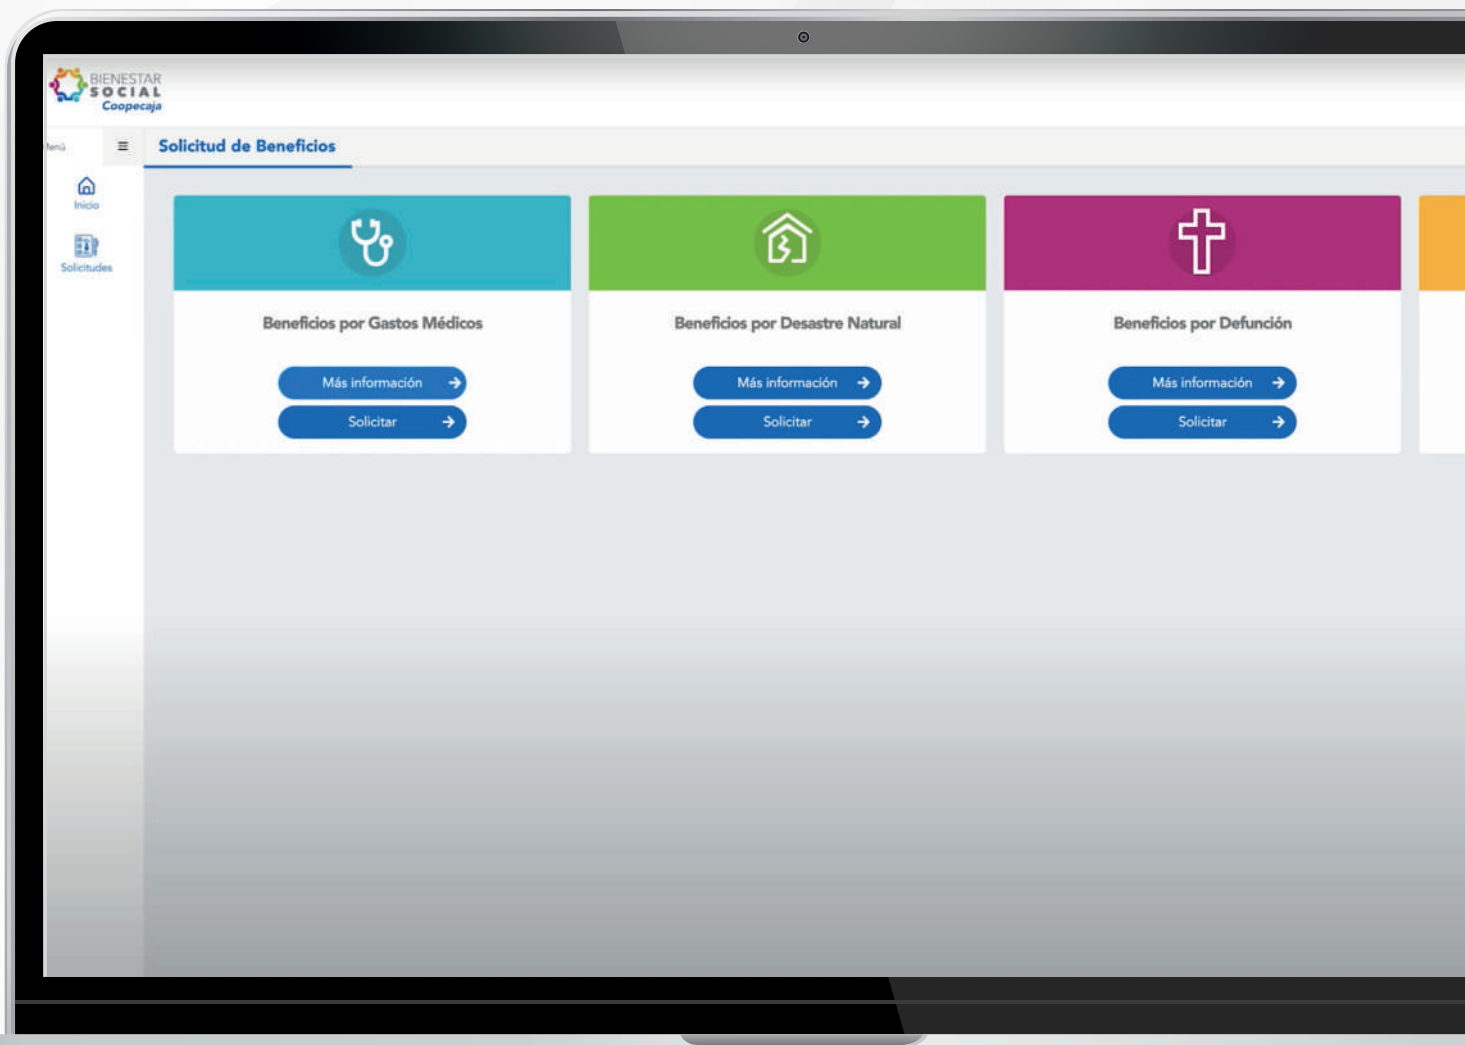 BIENESTAR
SOCIAL
Coopecaja
Menú
Solicitud de Beneficios
Inicio
Solicitudes
Beneficios por Gastos Médicos
Beneficios por Desastre Natural
Beneficios por Defunción
Más información
Más información
Más información
Solicitar
Solicitar
Solicitar